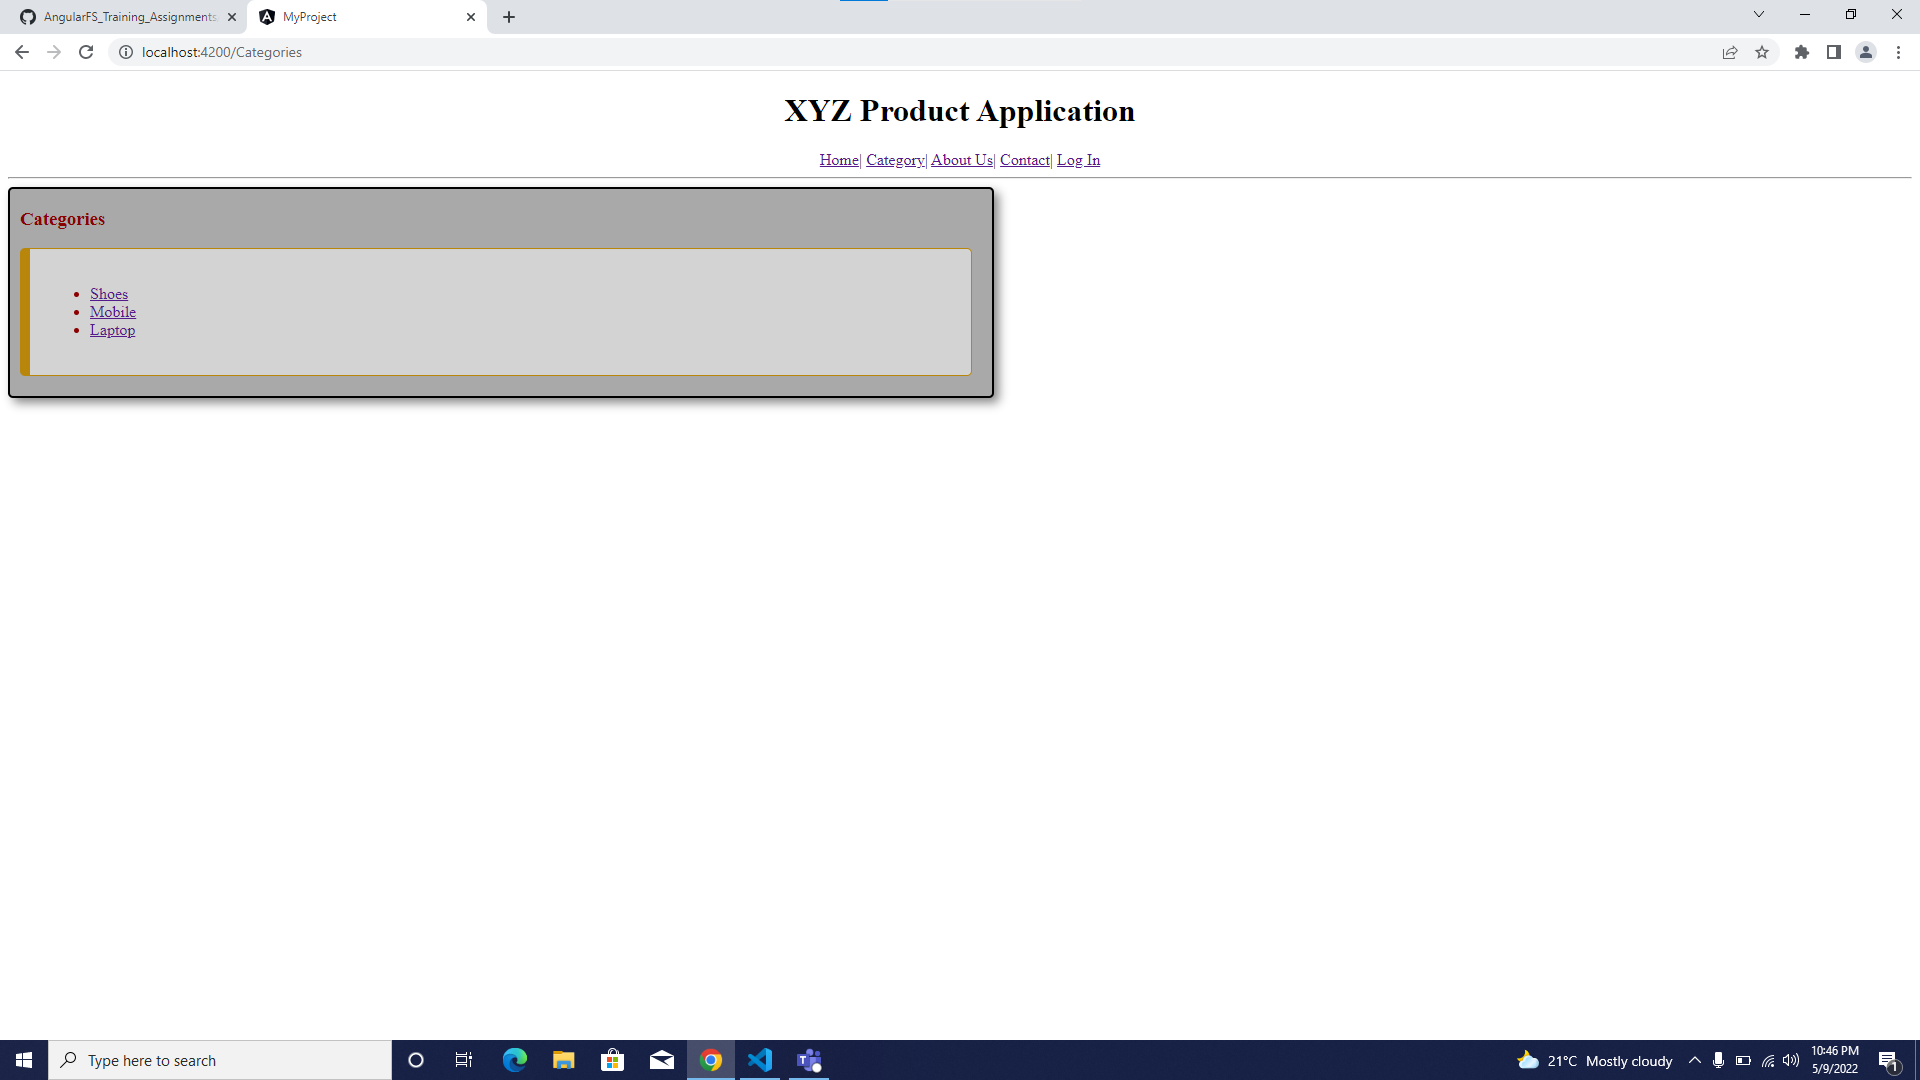 AngularFS_Training_Assignments
MyProject
localhost:4200/Categories
XYZ Product Application
Home| Category| About Us| Contact| Log In
Categories
Shoes
Mobile
Laptop
Type here to search
21°C Mostly cloudy
10:46 PM
5/9/2022
1